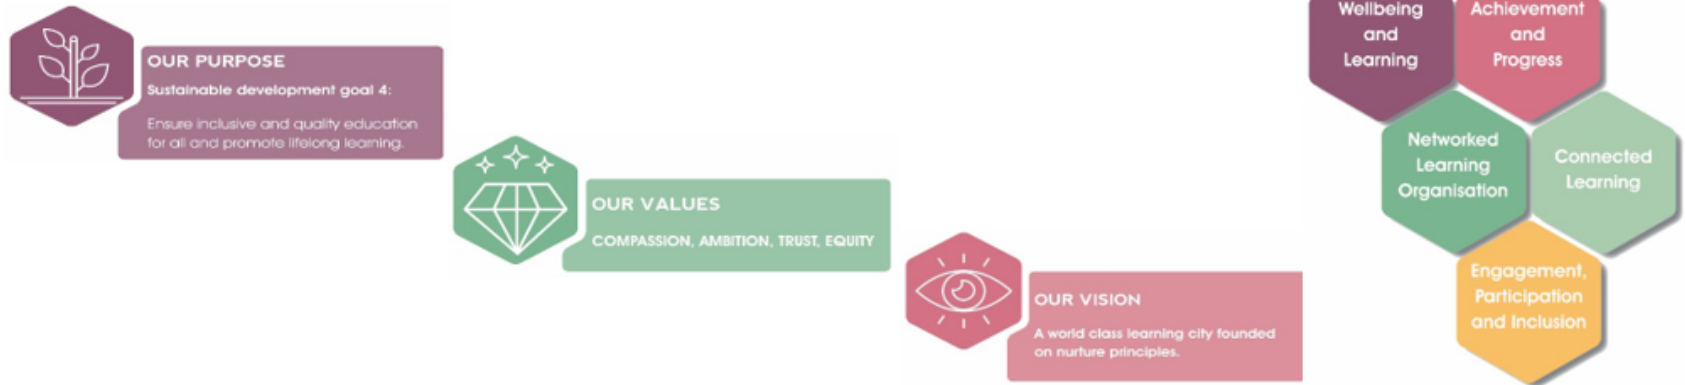 OUR PURPOSE
Sustainable development goal 4:
Ensure inclusive and quality education
for all and promote lifelong learning.
OUR VALUES
COMPASSION, AMBITION, TRUST, EQUITY
OUR VISION
A world class learning city founded
on nurture principles.
Wellbeing
and
Learning
Achievement
and
Progress
Networked
Learning
Organisation
Connected
Learning
Engagement,
Participation
and Inclusion